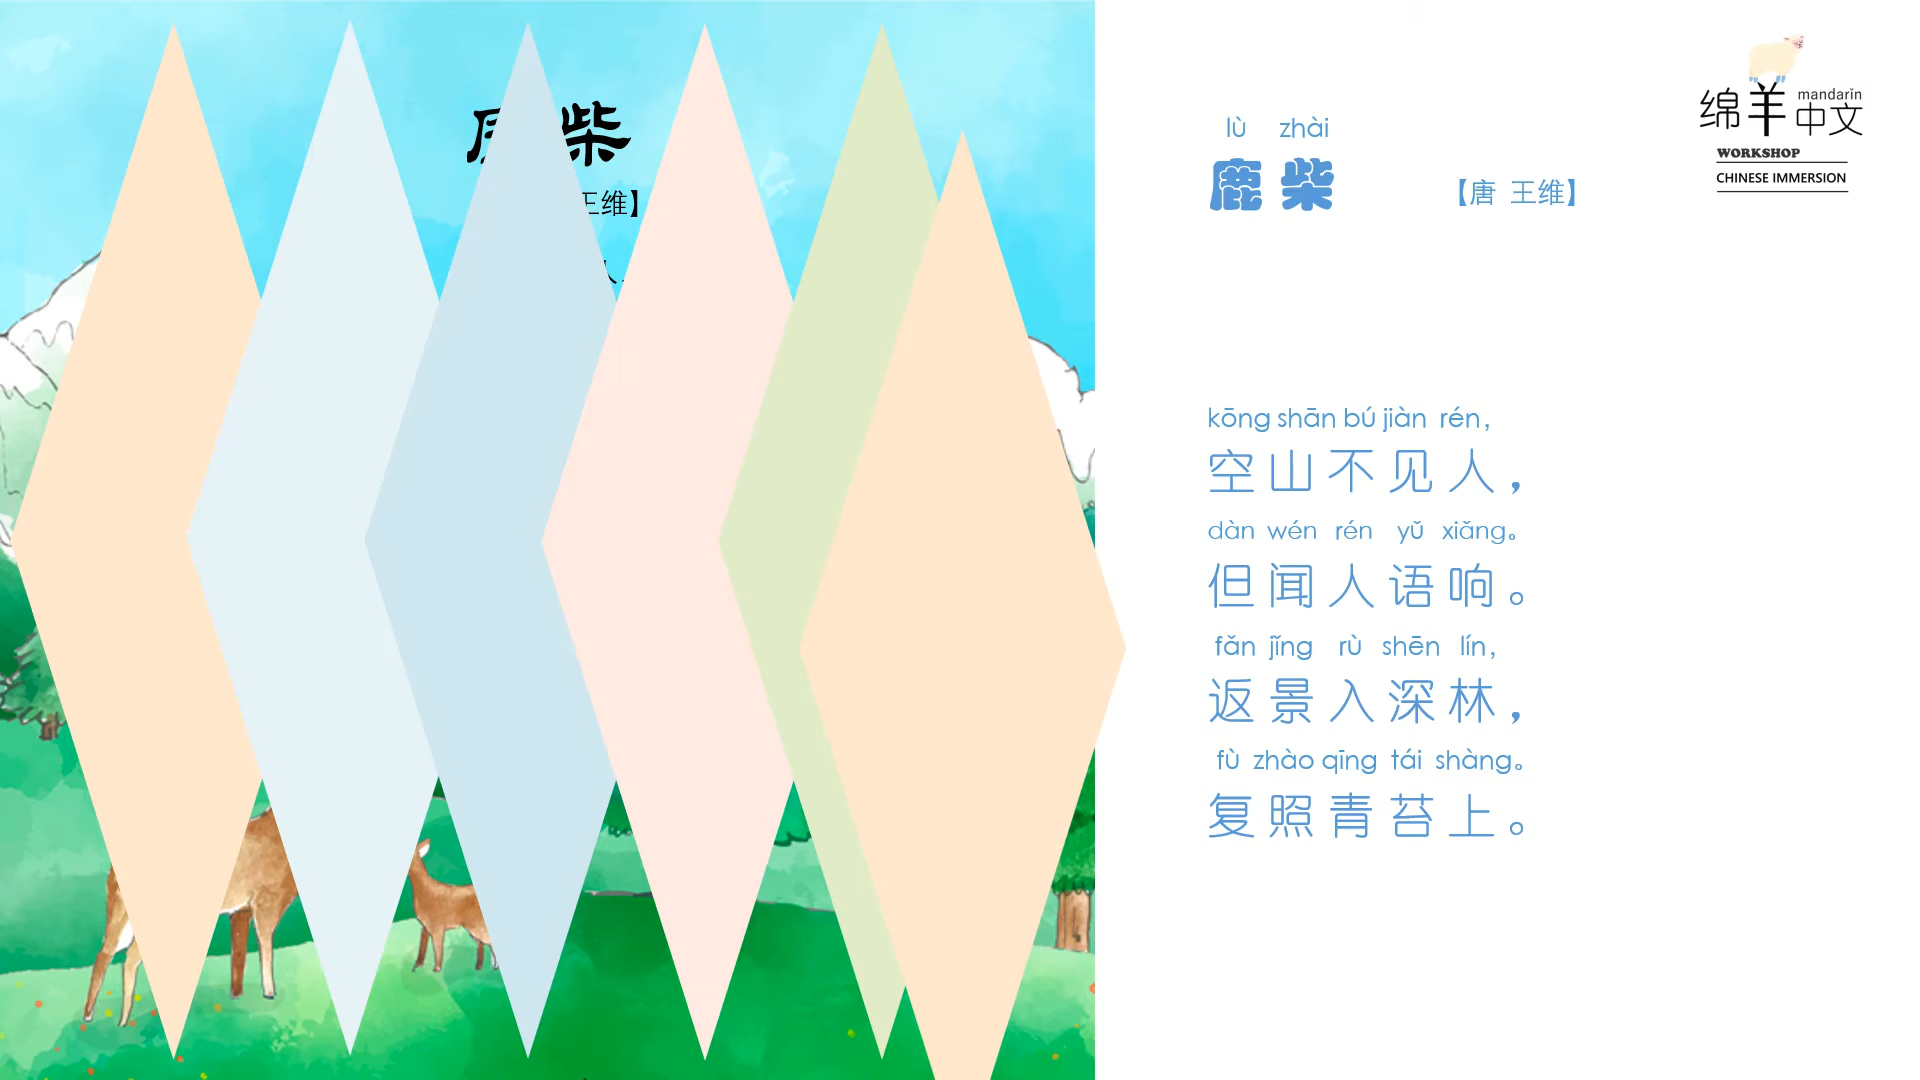 柴
王维】
lù zhài
鹿柴
【唐 王维】
kōng shān bú jiàn rén,
空山不见人，
dàn wén rén yǔ xiǎng。
但闻人语响。
fǎn jǐng rù shēn lín,
返景入深林，
fù zhào qīng tái shàng。
复照青苔上。
绵羊中文
mandarin
WORKSHOP
CHINESE IMMERSION